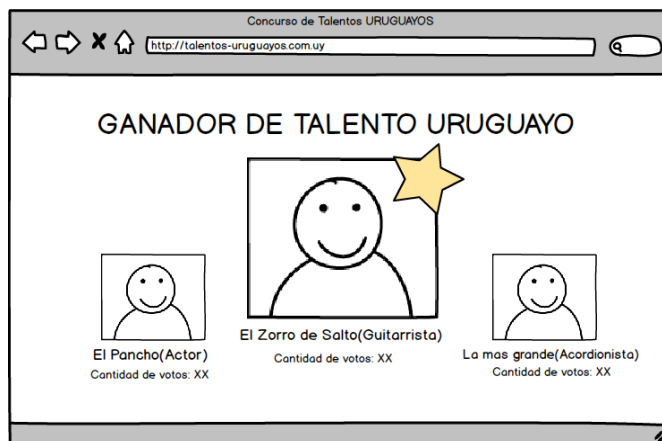 Concurso de Talentos URUGUAYOS
http://talentos-uruguayos.com.uy
GANADOR DE TALENTO URUGUAYO
El Pancho(Actor)
Cantidad de votos: XX
El Zorro de Salto(Guitarrista)
Cantidad de votos: XX
La mas grande(Acordionista)
Cantidad de votos: XX